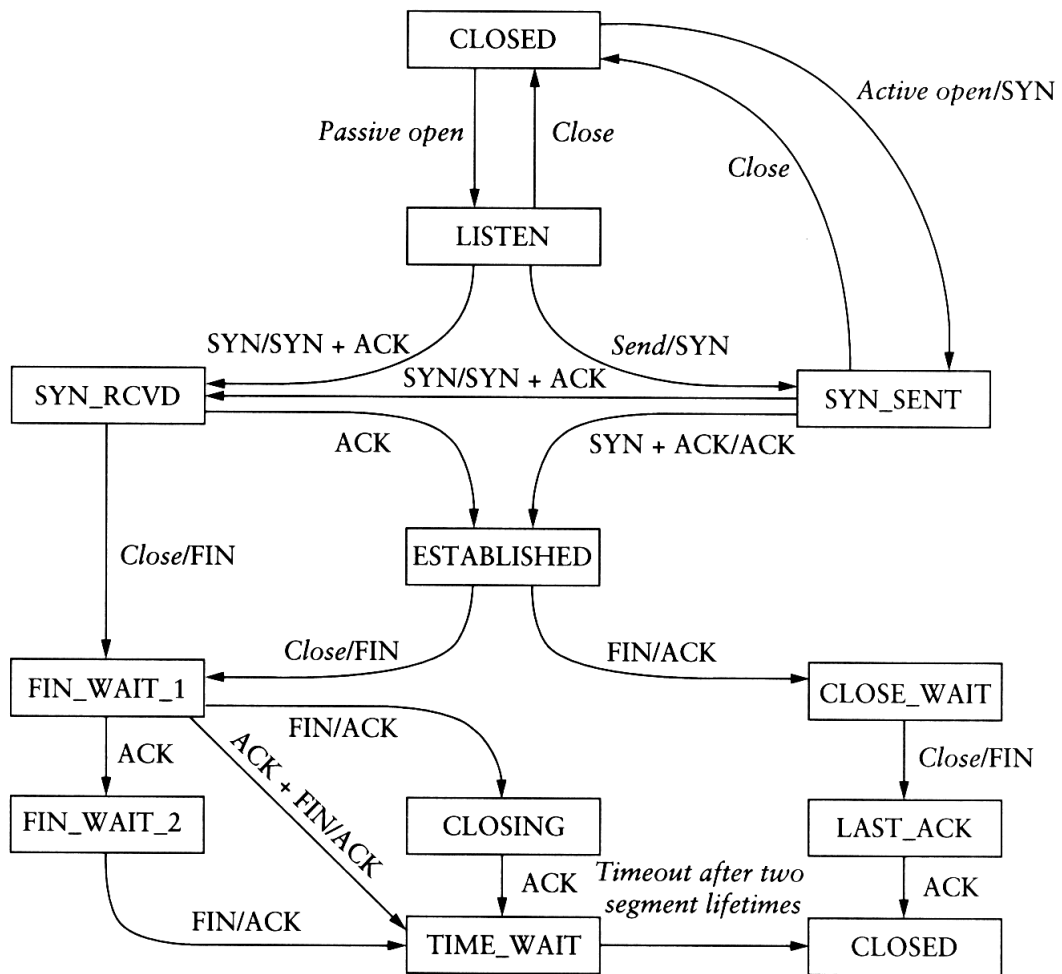 CLOSED
Active open/SYN
Passive open
Close
Close
LISTEN
SYN/SYN + ACK
Send/SYN
SYN/SYN + ACK
SYN_RCVD
SYN_SENT
ACK
SYN + ACK/ACK
Close/FIN
ESTABLISHED
Close/FIN
FIN/ACK
FIN_WAIT_1
CLOSE_WAIT
FIN/ACK
ACK
ACK + FIN/ACK
Close/FIN
FIN_WAIT_2
CLOSING
LAST_ACK
ACK
Timeout after two
segment lifetimes
ACK
FIN/ACK
TIME_WAIT
CLOSED